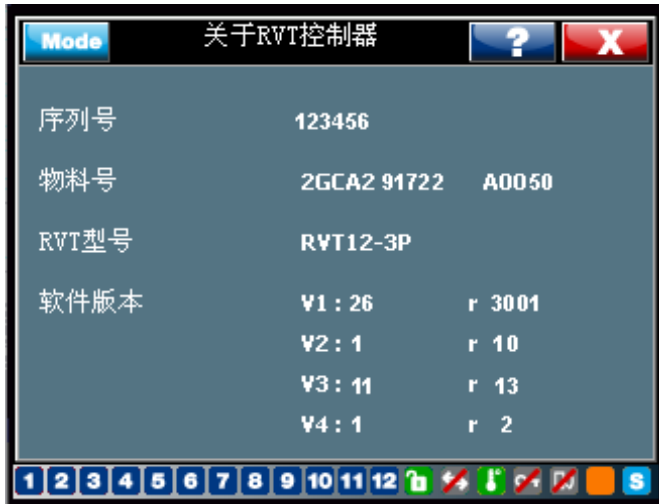 Mode 关于RVT控制器 ? X
序列号 123456
物料号 2GCA2 91722 A0050
RVT型号 RVT12-3P
软件版本 V1 : 26 r 3001
V2 : 1 r 10
V3 : 11 r 13
V4 : 1 r 2
1 2 3 4 5 6 7 8 9 10 11 12 S